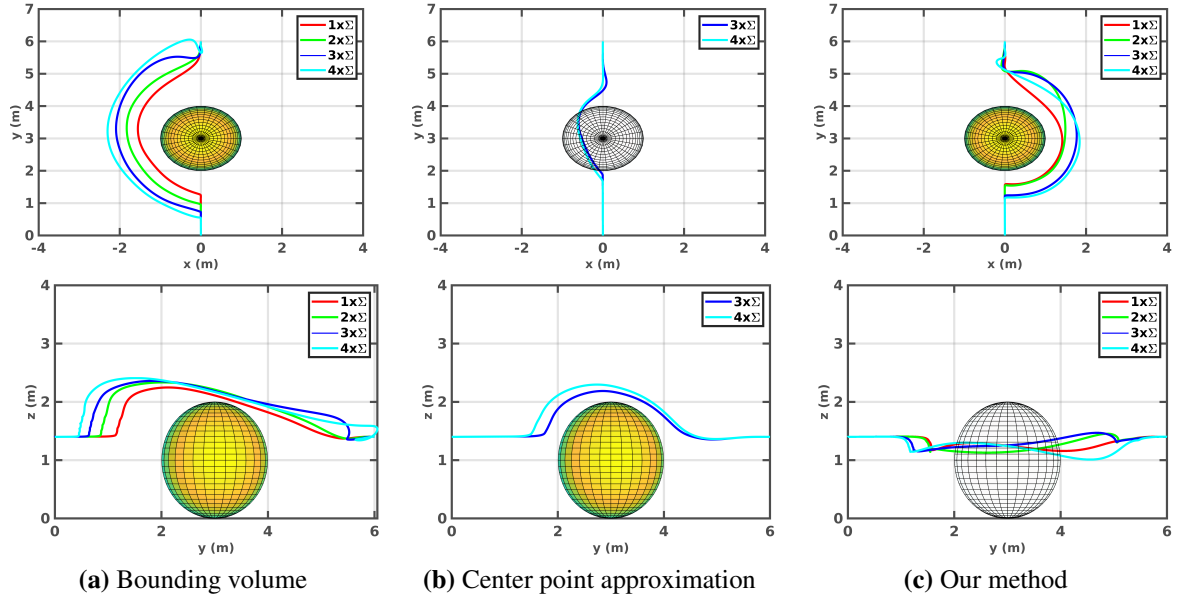 7
6
5
4
3
2
1
0
y (m)
-4
-2
0
2
4
x (m)
1xΣ
2xΣ
3xΣ
4xΣ
7
6
5
4
3
2
1
0
y (m)
-4
-2
0
2
4
x (m)
3xΣ
4xΣ
7
6
5
4
3
2
1
0
y (m)
-4
-2
0
2
4
x (m)
1xΣ
2xΣ
3xΣ
4xΣ
4
3
2
1
0
z (m)
0
2
4
6
y (m)
1xΣ
2xΣ
3xΣ
4xΣ
4
3
2
1
0
z (m)
0
2
4
6
y (m)
3xΣ
4xΣ
4
3
2
1
0
z (m)
0
2
4
6
y (m)
1xΣ
2xΣ
3xΣ
4xΣ
(a) Bounding volume
(b) Center point approximation
(c) Our method